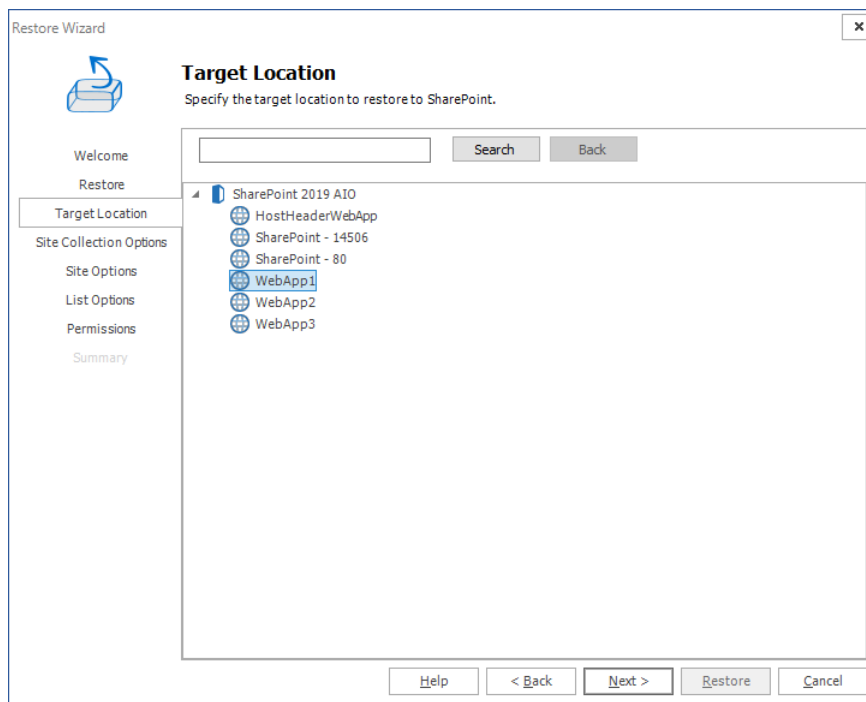 Restore Wizard
Target Location
Specify the target location to restore to SharePoint.
Welcome
Restore
Target Location
Site Collection Options
Site Options
List Options
Permissions
Summary
Search Back
SharePoint 2019 AIO
HostHeaderWebApp
SharePoint - 14506
SharePoint - 80
WebApp1
WebApp2
WebApp3
Help < Back Next > Restore Cancel